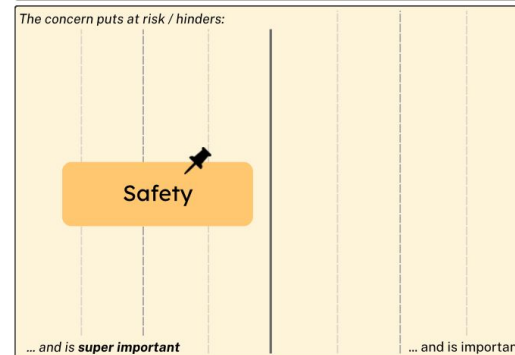 The concern puts at risk / hinders:
Safety
... and is super important
... and is importan